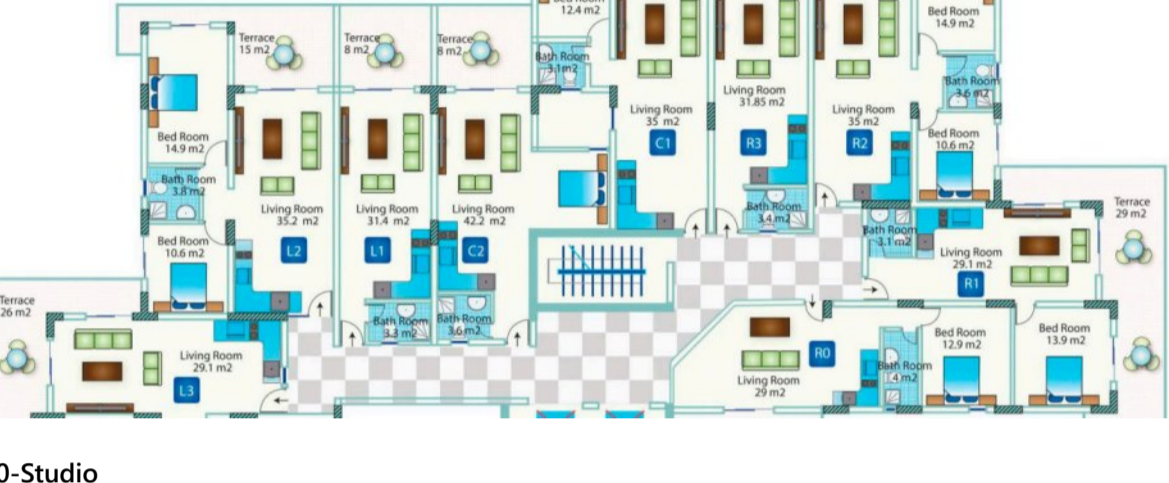 Bed Room
12.4 m2
Bed Room
14.9 m2
Terrace
15 m2
Terrace
8 m2
Terrace
8 m2
Bath Room
3.1m2
Bath Room
3.6 m2
Living Room
31.85 m2
Living Room
35 m2
Living Room
35 m2
C1
R3
R2
Bed Room
14.9 m2
Bed Room
10.6 m2
Bath Room
3.8 m2
Living Room
35.2 m2
Living Room
31.4 m2
Living Room
42.2 m2
Bath Room
3.4 m2
Terrace
29 m2
Bed Room
10.6 m2
L2
L1
C2
Bath Room
3.1 m2
Living Room
29.1 m2
R1
Terrace
26 m2
Bath Room
3.3 m2
Bath Room
3.6 m2
Living Room
29.1 m2
L3
R0
Living Room
29 m2
Bath Room
m2
Bed Room
12.9 m2
Bed Room
13.9 m2
0-Studio